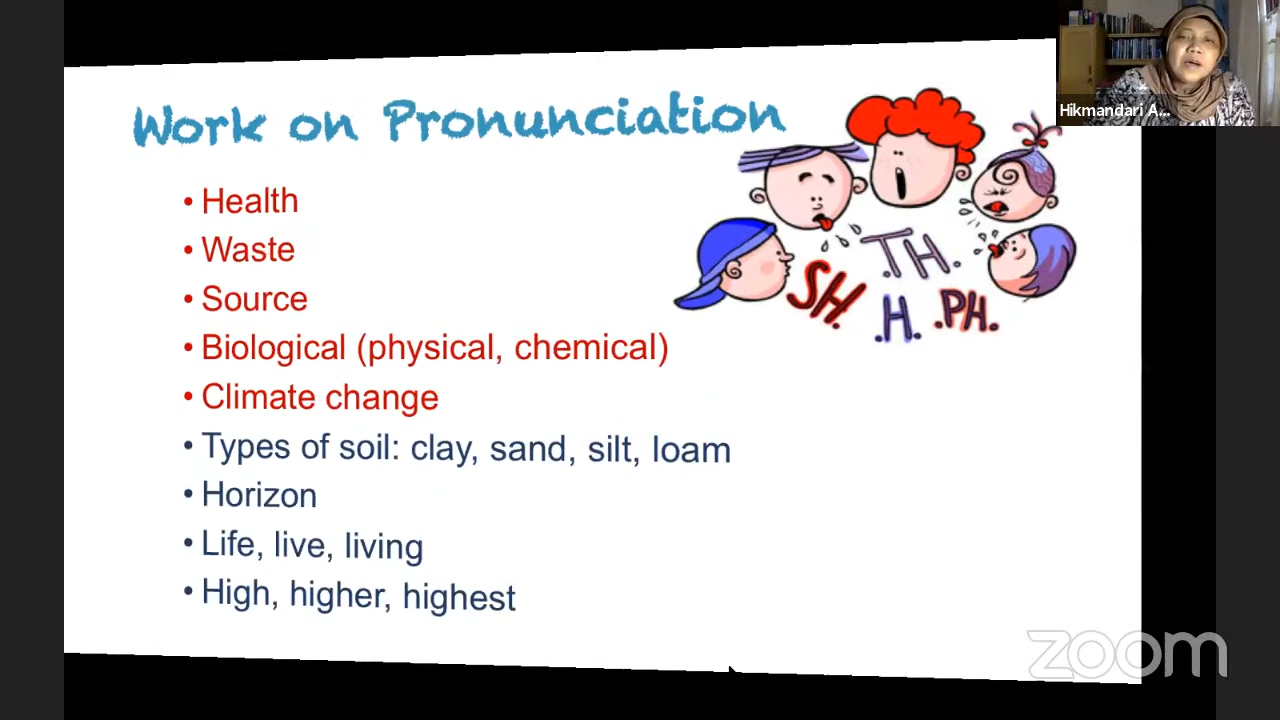 Hikmandari A...
Work on Pronunciation
• Health
• Waste
• Source
• Biological (physical, chemical)
• Climate change
• Types of soil: clay, sand, silt, loam
• Horizon
• Life, live, living
• High, higher, highest
.TH.
SH.
.H.
.PH.
zoom